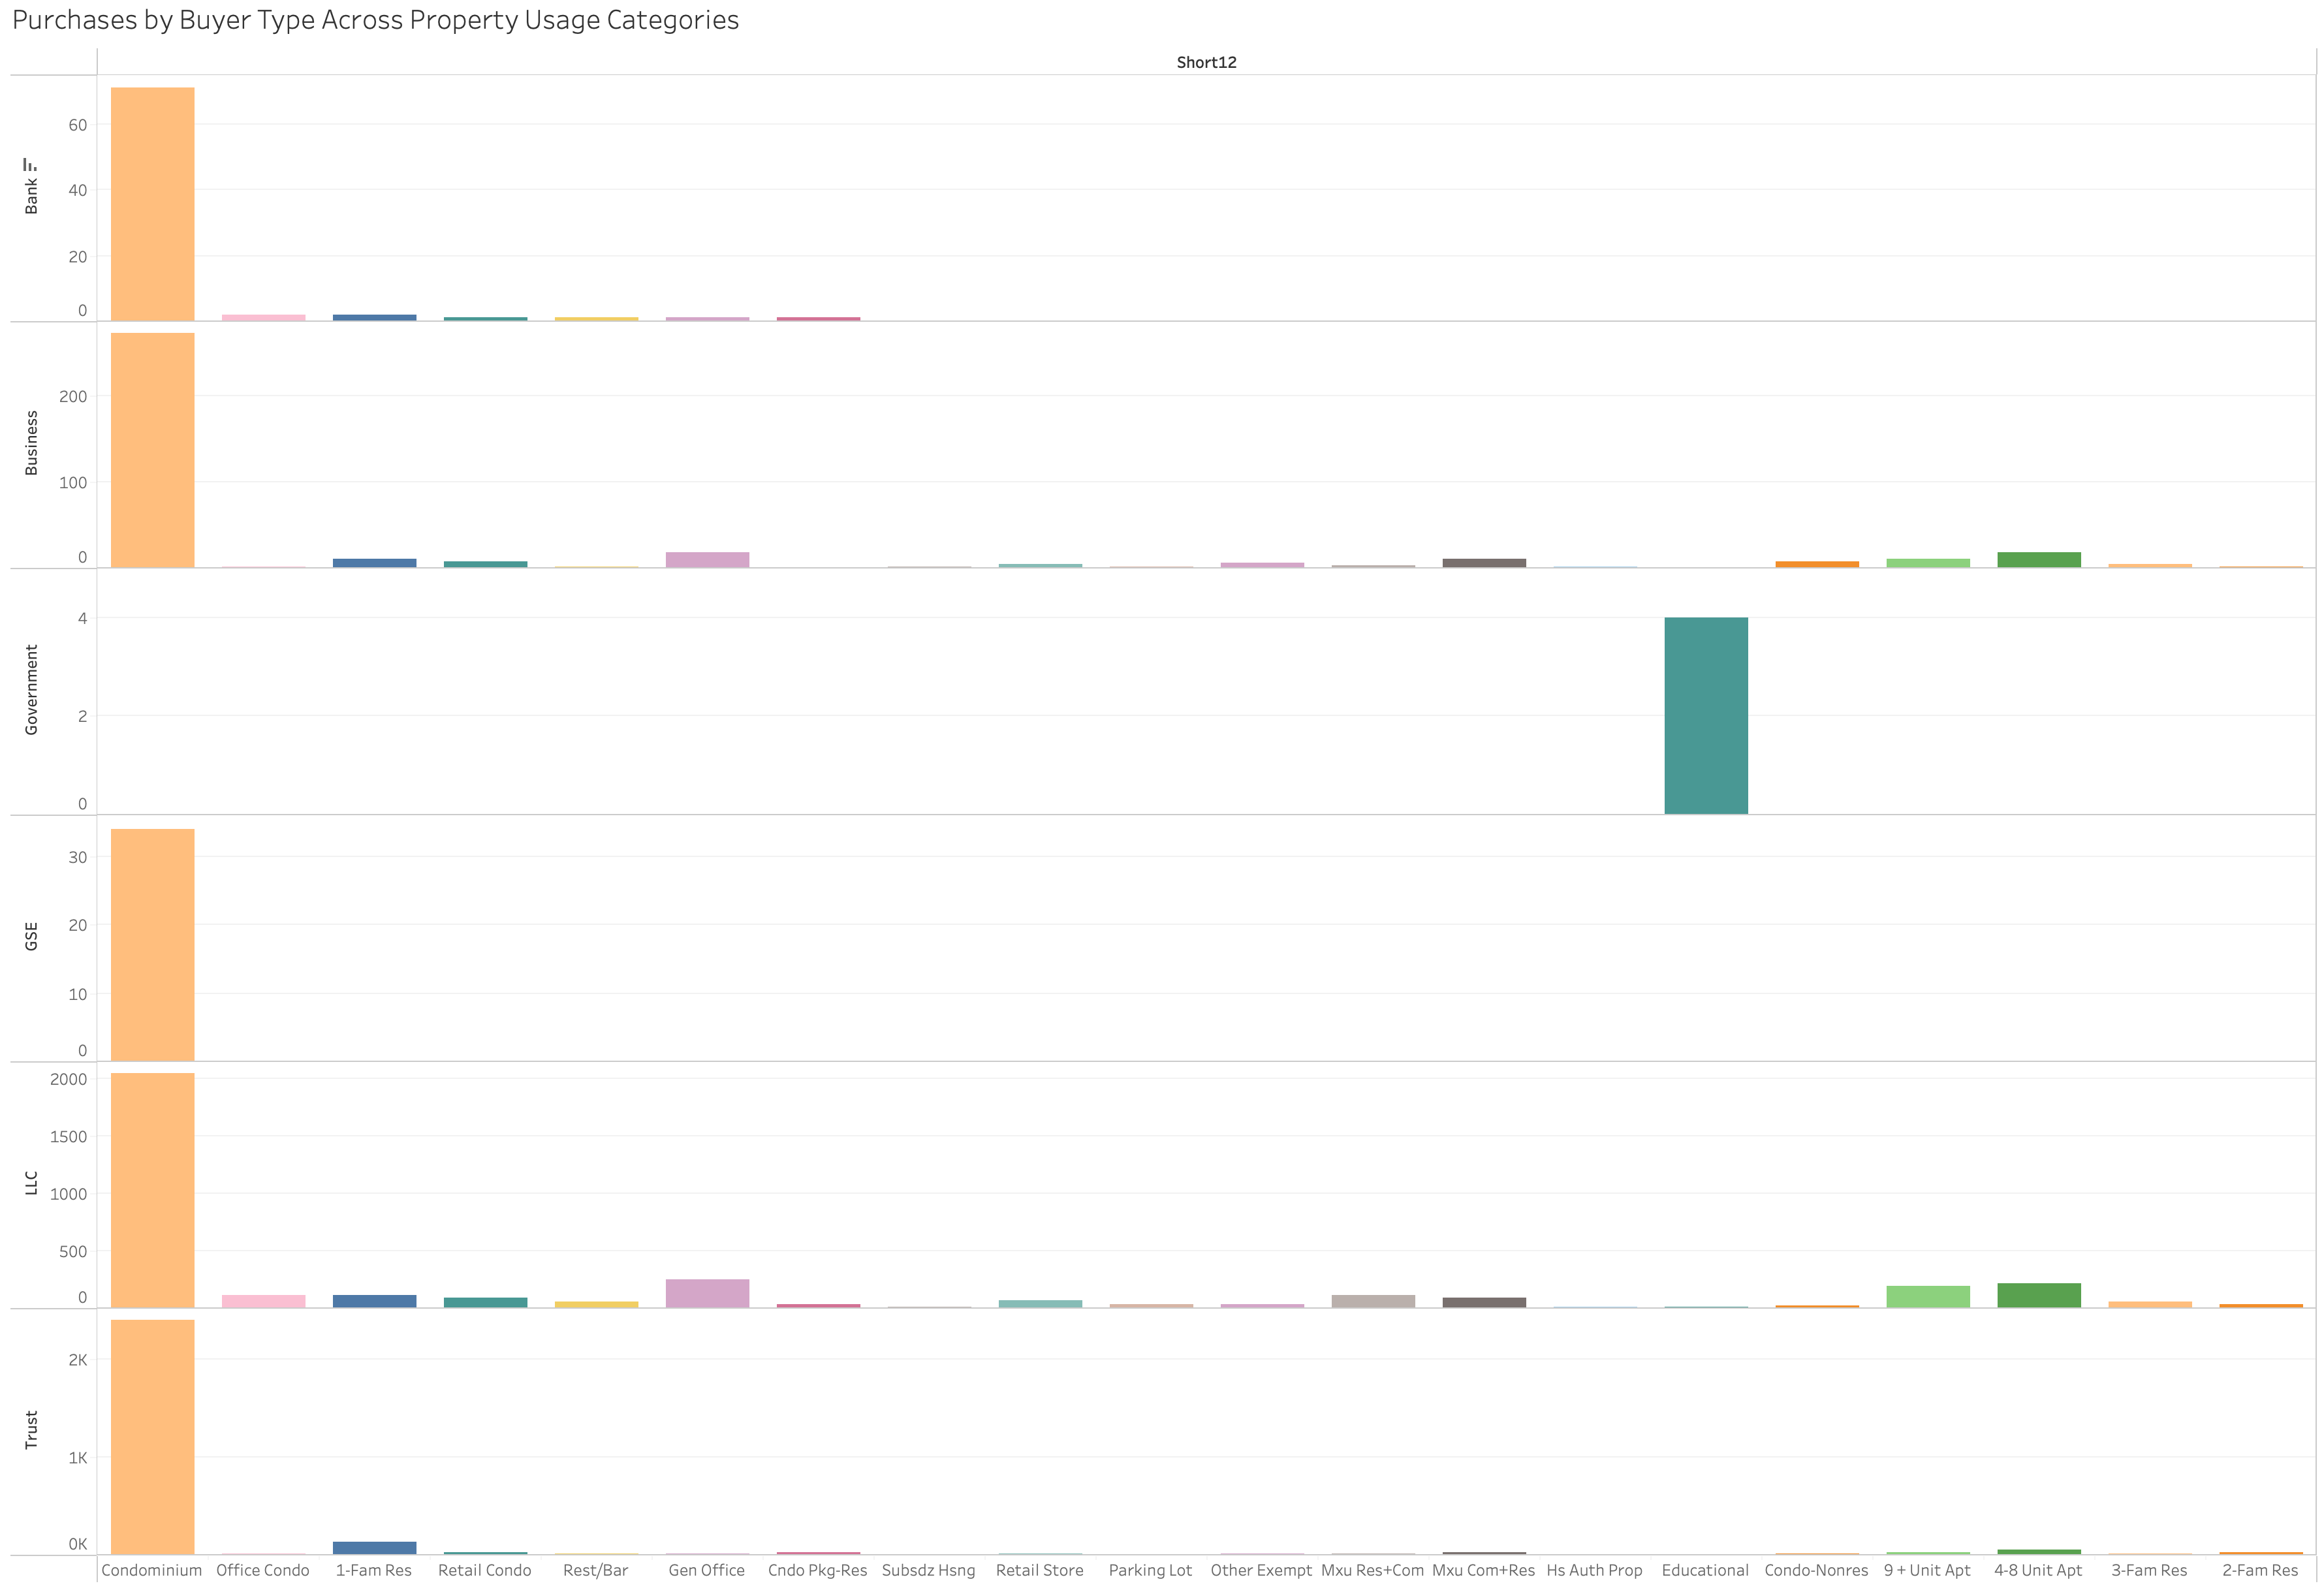 Purchases by Buyer Type Across Property Usage Categories
Short12
Bank
60
40
20
0
Business
200
100
0
Government
4
2
0
GSE
30
20
10
0
LLC
2000
1500
1000
500
0
Trust
2K
1K
0K
Condominium Office Condo 1-Fam Res Retail Condo Rest/Bar Gen Office Cndo Pkg-Res Subsdz Hsng Retail Store Parking Lot Other Exempt Mxu Res+Com Mxu Com+Res Hs Auth Prop Educational Condo-Nonres 9 + Unit Apt 4-8 Unit Apt 3-Fam Res 2-Fam Res